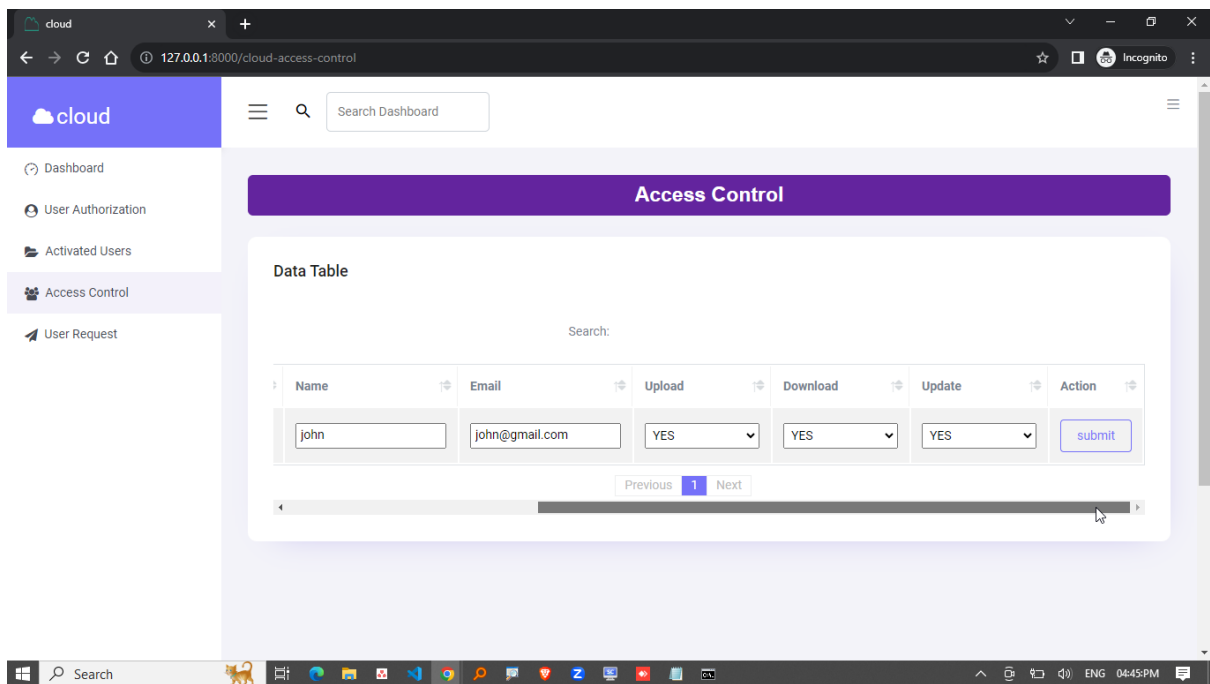 cloud
127.0.0.1:8000/cloud-access-control
Incognito
cloud
Search Dashboard
Dashboard
User Authorization
Activated Users
Access Control
User Request
Access Control
Data Table
Search:
Name Email Upload Download Update Action
john john@gmail.com YES YES YES submit
Previous 1 Next
Search
ENG 04:45:PM